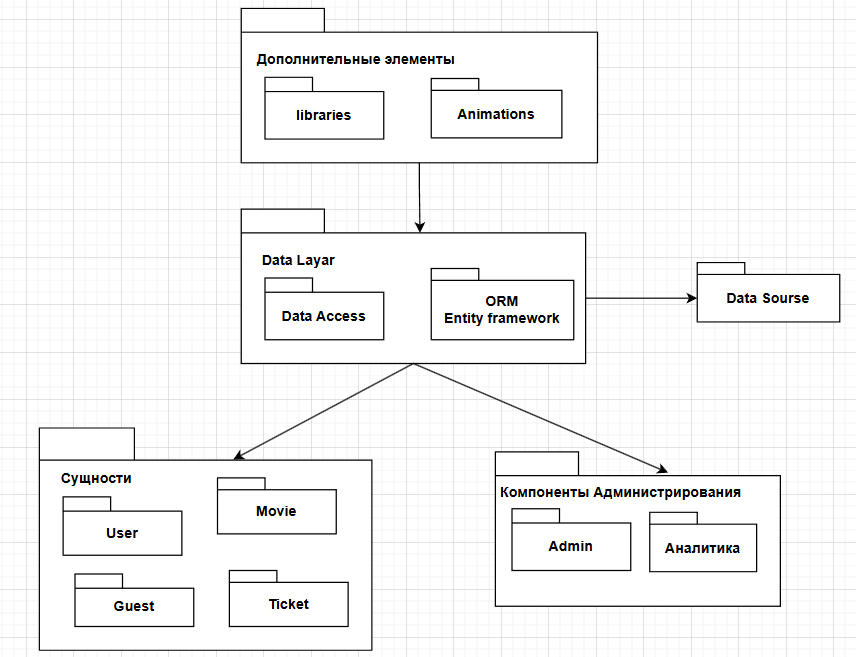 Дополнительные элементы
libraries
Animations
Data Layar
Data Access
ORM
Entity framework
Data Sourse
Сущности
User
Movie
Guest
Ticket
Компоненты Администрирования
Admin
Аналитика